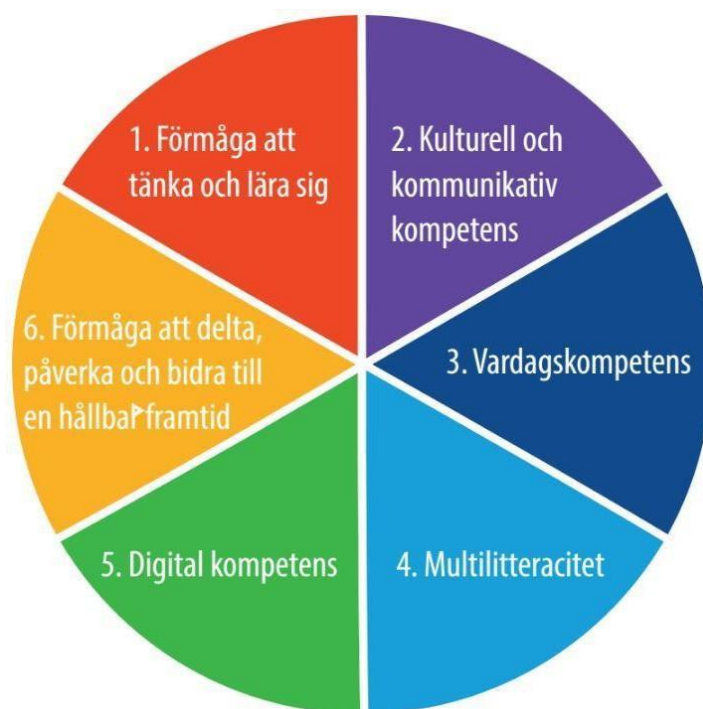 1. Förmåga att
tänka och lära sig
2. Kulturell och
kommunikativ
kompetens
3. Vardagskompetens
4. Multilitteracitet
5. Digital kompetens
6. Förmåga att delta,
påverka och bidra till
en hållbar framtid